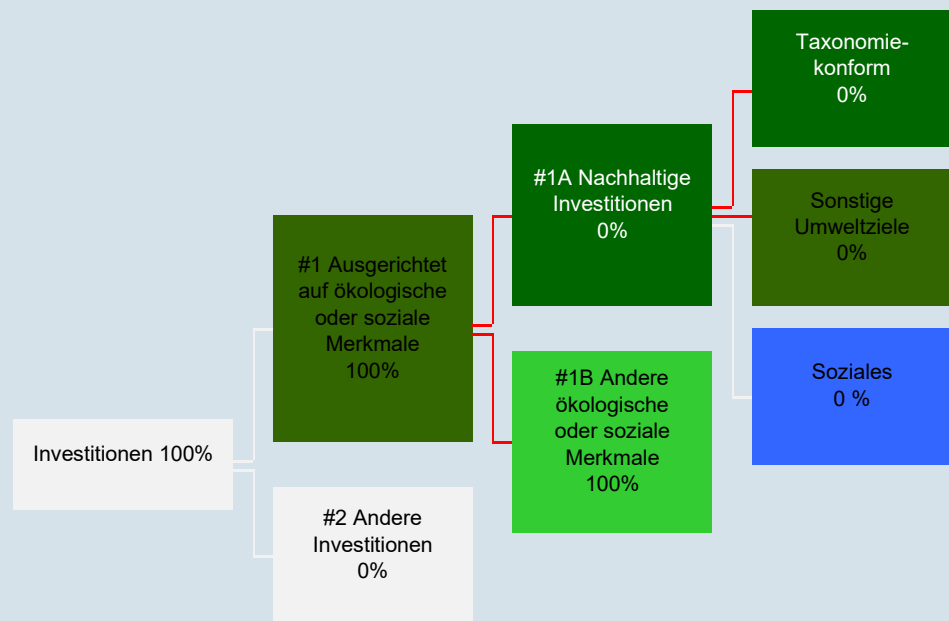 Investitionen 100%
#1 Ausgerichtet
auf ökologische
oder soziale
Merkmale
100%
#2 Andere
Investitionen
0%
#1A Nachhaltige
Investitionen
0%
#1B Andere
ökologische
oder soziale
Merkmale
100%
Taxonomie-
konform
0%
Sonstige
Umweltziele
0%
Soziales
0 %